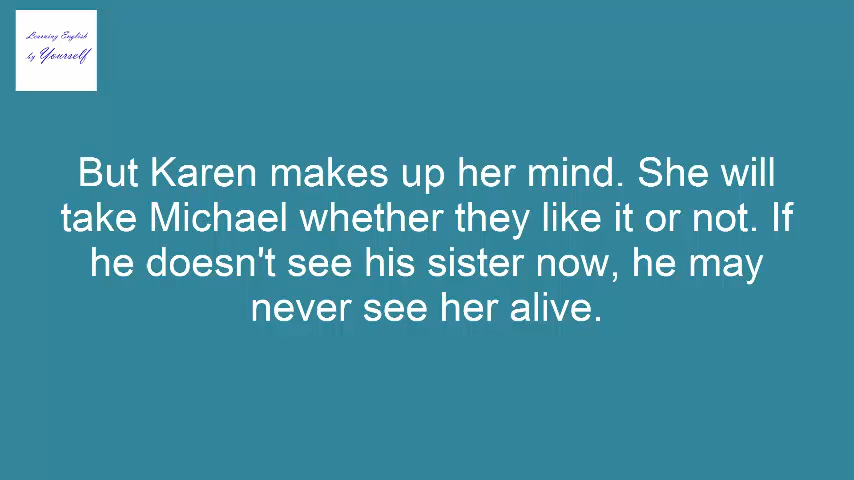 Learning English
by Yourself
But Karen makes up her mind. She will
take Michael whether they like it or not. If
he doesn't see his sister now, he may
never see her alive.